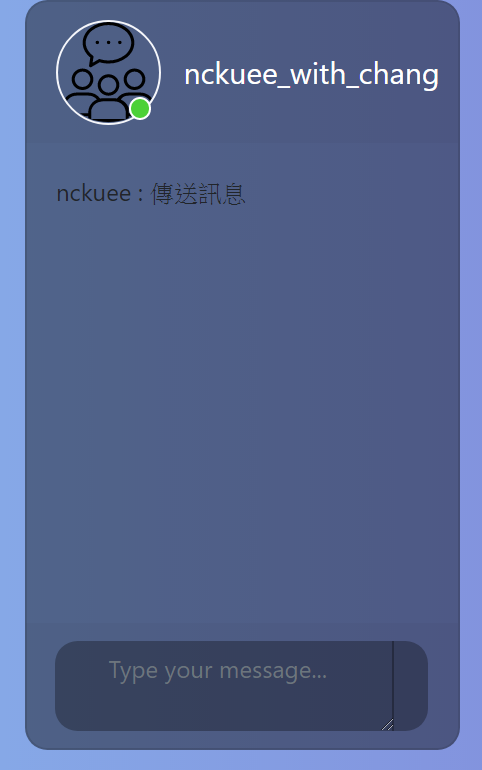 nckuee_with_chang
nckuee : 傳送訊息
Type your message...